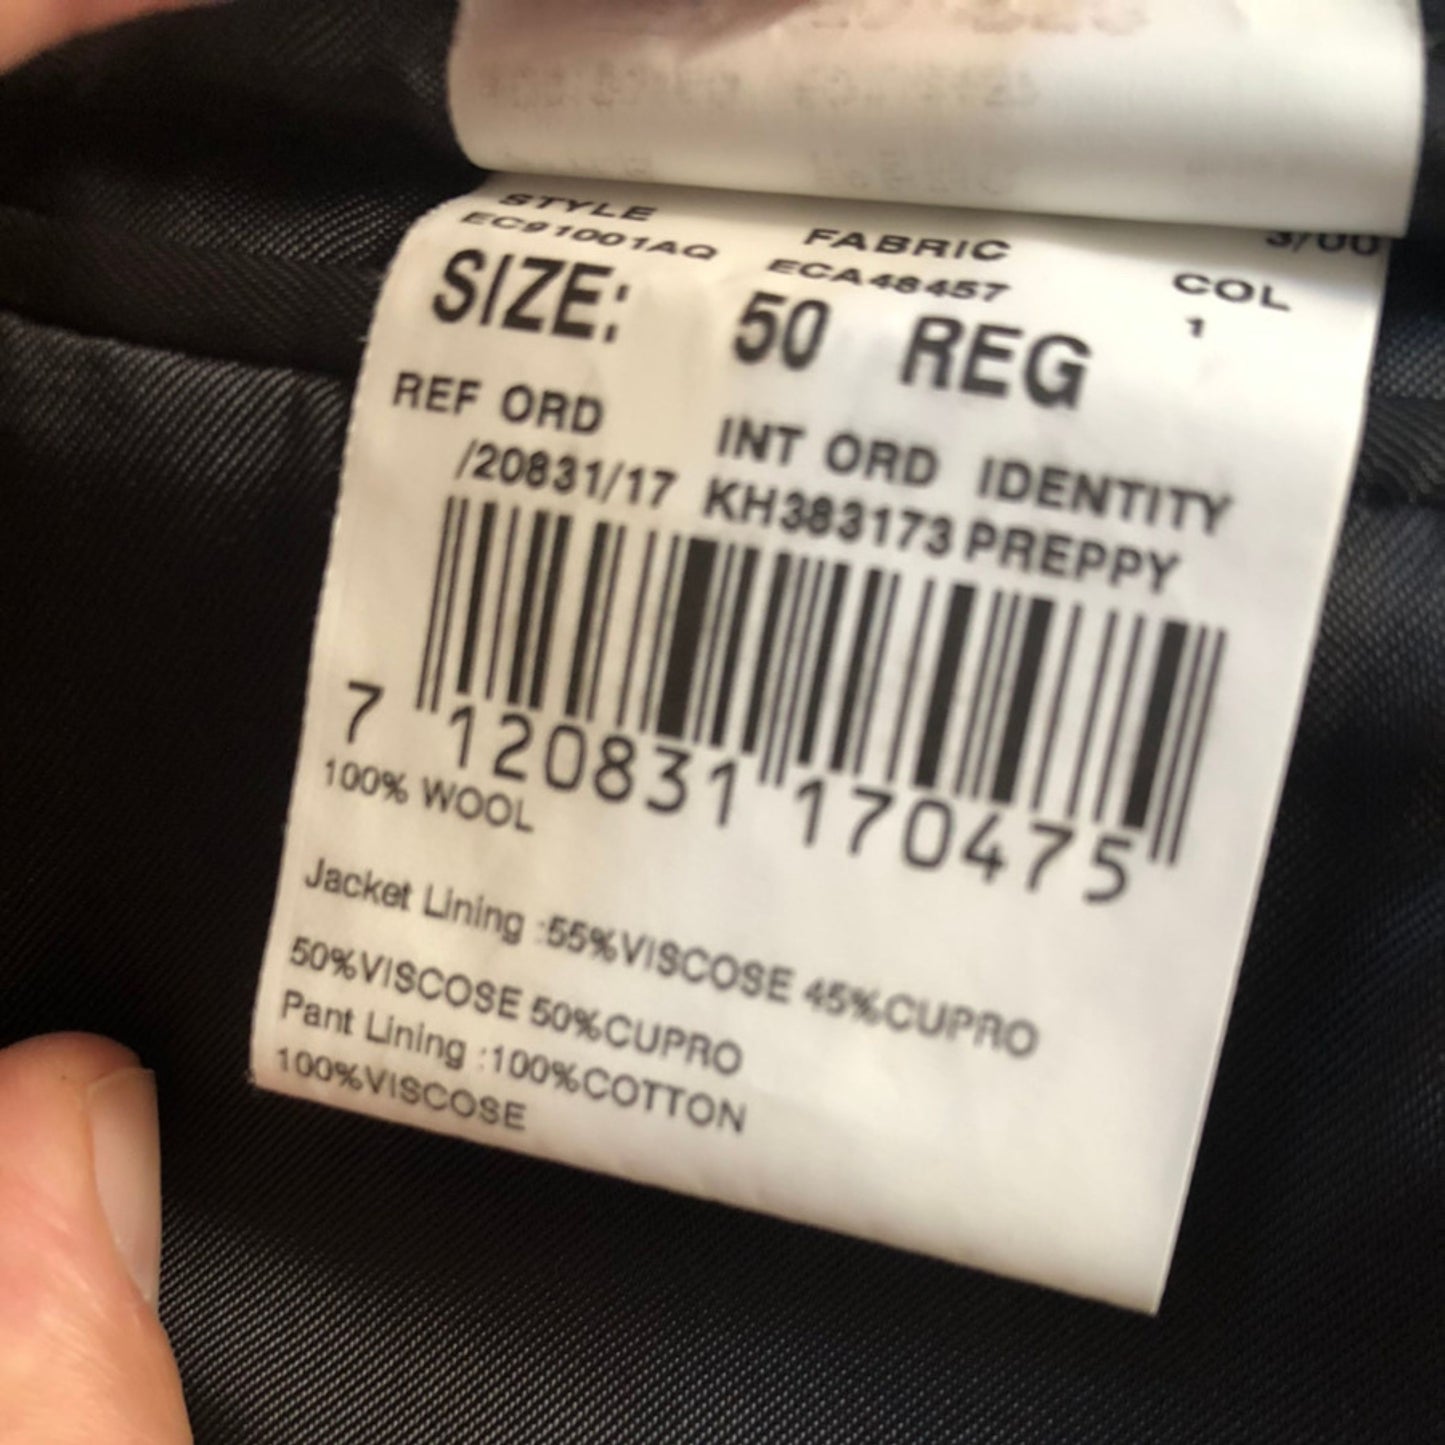 STYLE FABRIC COL
EC91001AQ ECA48457 1
SIZE: 50 REG
REF ORD INT ORD IDENTITY
/20831/17 KH383173 PREPPY
7 120831 170475
100% WOOL
Jacket Lining :55%VISCOSE 45%CUPRO
50%VISCOSE 50%CUPRO
Pant Lining :100%COTTON
100%VISCOSE